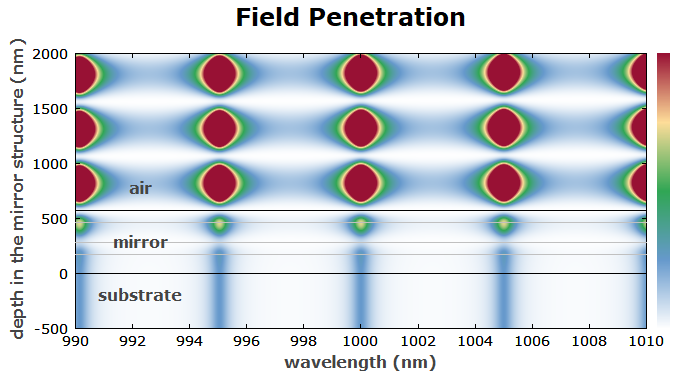 Field Penetration
depth in the mirror structure (nm)
2000
1500
1000
500
0
-500
air
mirror
substrate
990 992 994 996 998 1000 1002 1004 1006 1008 1010
wavelength (nm)